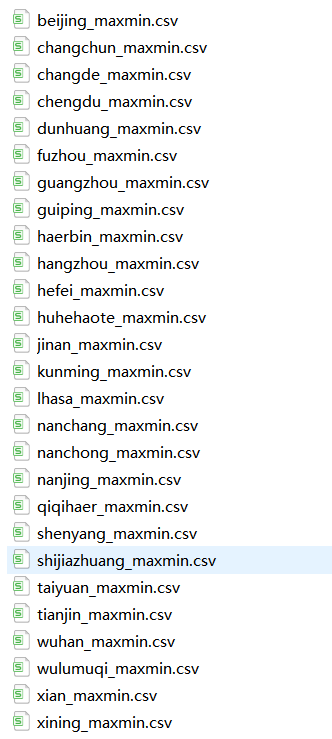 beijing_maxmin.csv
changchun_maxmin.csv
changde_maxmin.csv
chengdu_maxmin.csv
dunhuang_maxmin.csv
fuzhou_maxmin.csv
guangzhou_maxmin.csv
guiping_maxmin.csv
haerbin_maxmin.csv
hangzhou_maxmin.csv
hefei_maxmin.csv
huhehaote_maxmin.csv
jinan_maxmin.csv
kunming_maxmin.csv
lhasa_maxmin.csv
nanchang_maxmin.csv
nanchong_maxmin.csv
nanjing_maxmin.csv
qiqihaer_maxmin.csv
shenyang_maxmin.csv
shijiazhuang_maxmin.csv
taiyuan_maxmin.csv
tianjin_maxmin.csv
wuhan_maxmin.csv
wulumuqi_maxmin.csv
xian_maxmin.csv
xining_maxmin.csv